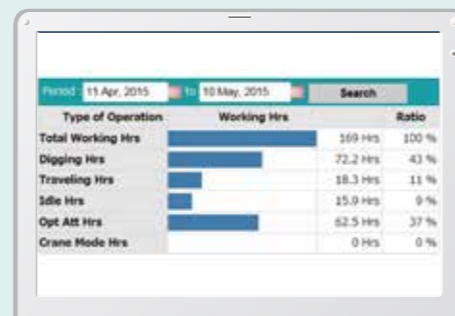 Period : 11 Apr, 2015 to 10 May, 2015 Search
Type of Operation Working Hrs Ratio
Total Working Hrs 169 Hrs 100 %
Digging Hrs 72.2 Hrs 43 %
Traveling Hrs 18.3 Hrs 11 %
Idle Hrs 15.9 Hrs 9 %
Opt Att Hrs 62.5 Hrs 37 %
Crane Mode Hrs 0 Hrs 0 %